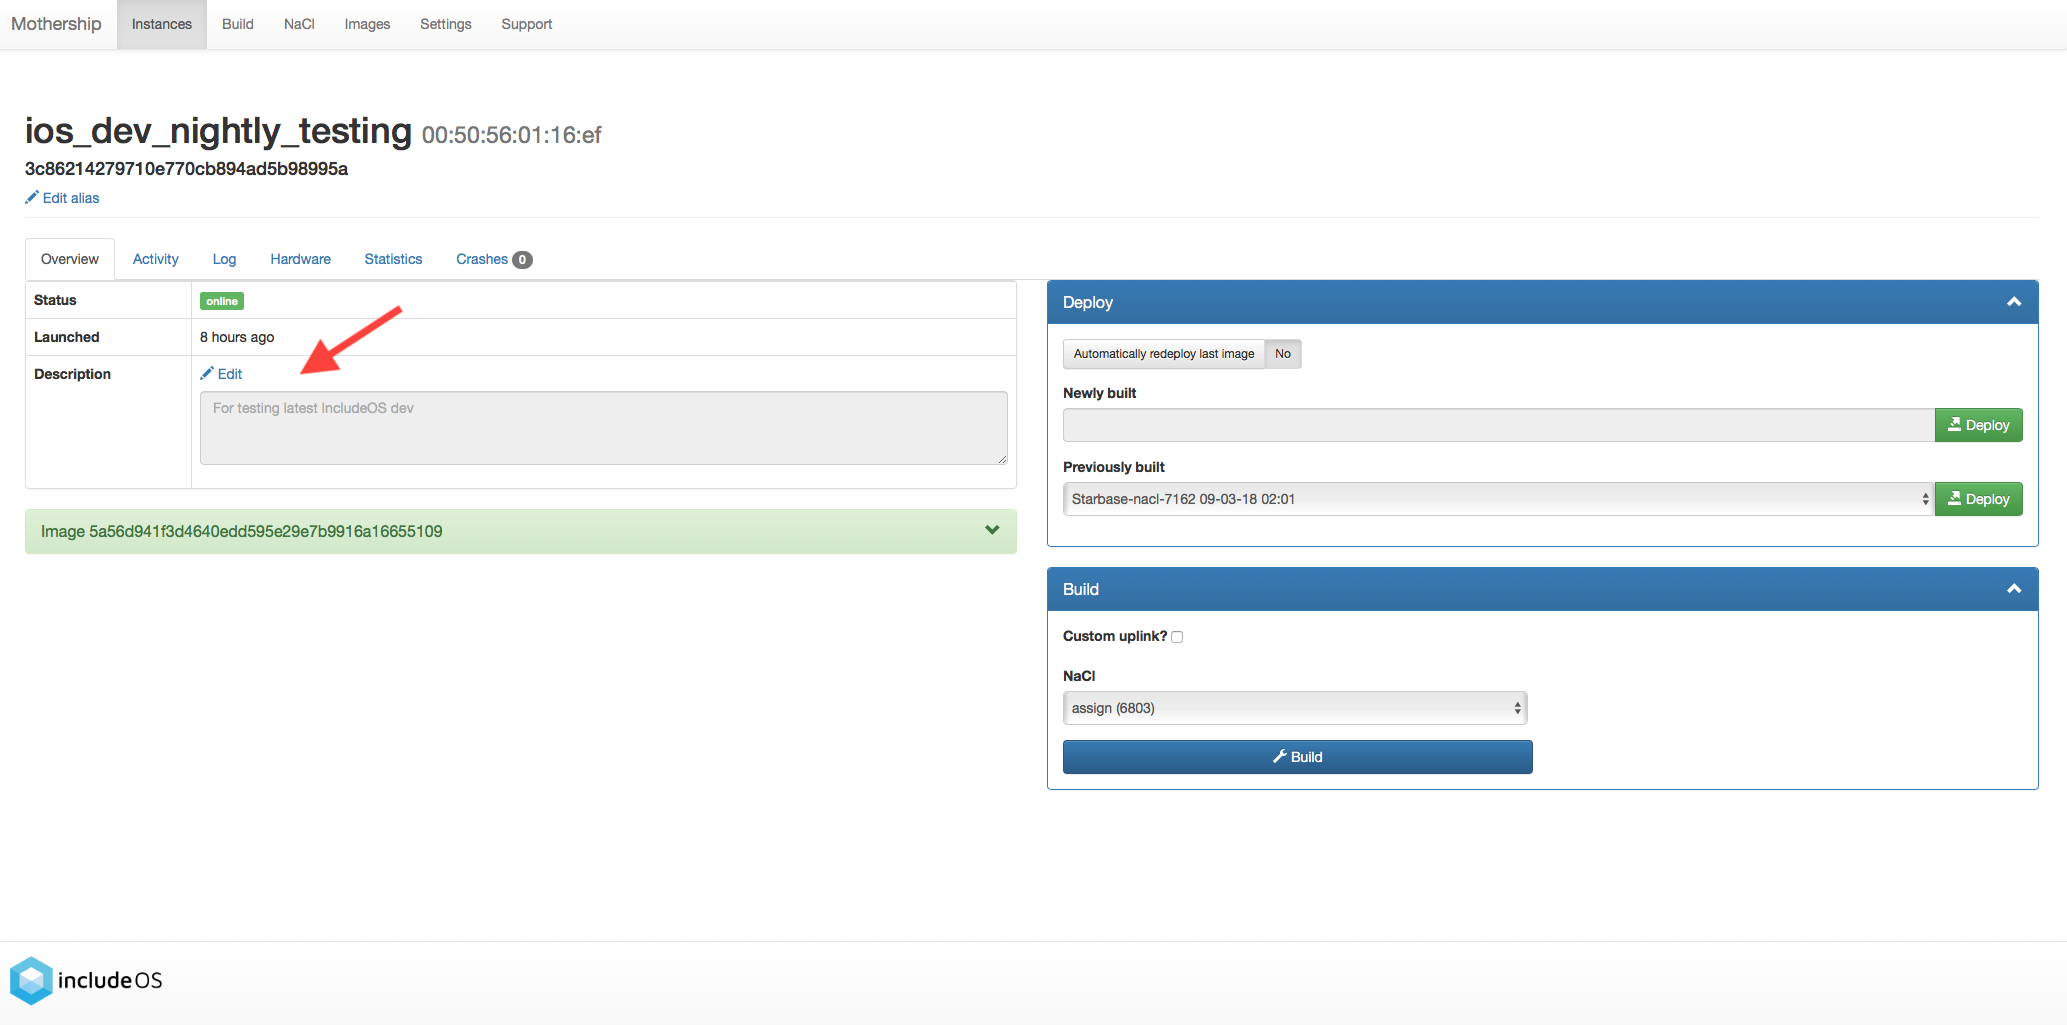 Mothership Instances Build NaCl Images Settings Support
ios_dev_nightly_testing 00:50:56:01:16:ef
3c86214279710e770cb894ad5b98995a
Edit alias
Overview Activity Log Hardware Statistics Crashes 0
Status online
Launched 8 hours ago
Description Edit
For testing latest IncludeOS dev
Image 5a56d941f3d4640edd595e29e7b9916a16655109
Deploy
Automatically redeploy last image No
Newly built
Deploy
Previously built
Starbase-nacl-7162 09-03-18 02:01 Deploy
Build
Custom uplink?
NaCl
assign (6803)
Build
includeOS